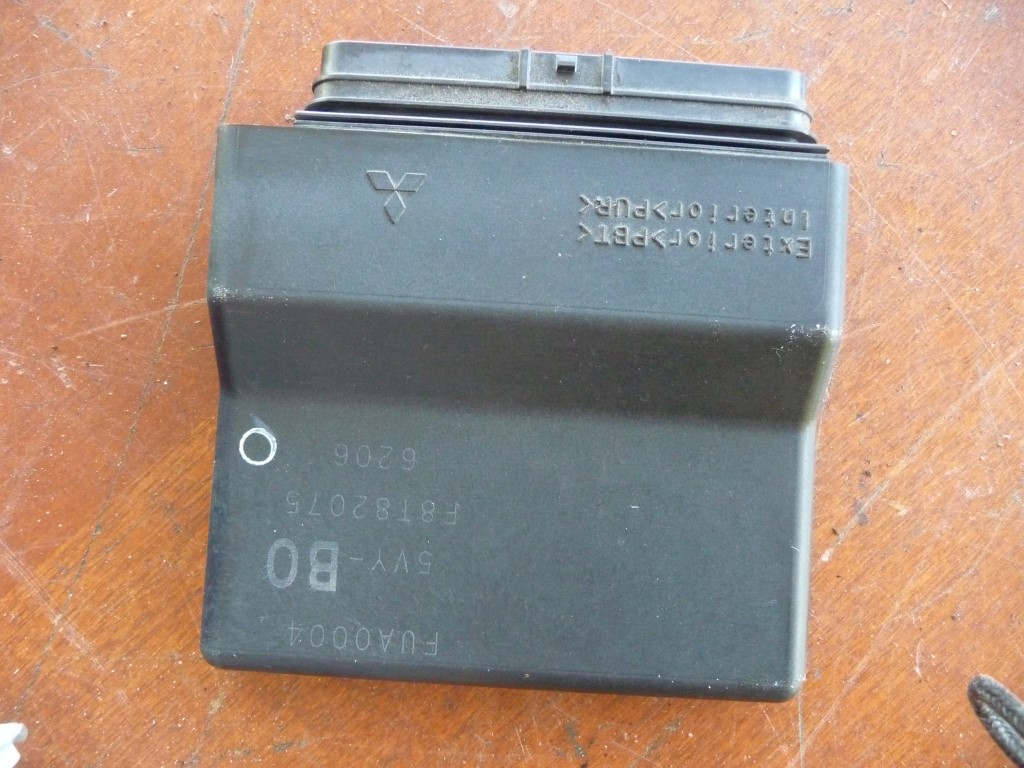 FUA0004
5VY-B0
F8T82075
6206
Exterior>PBT<
Interior>PUR<